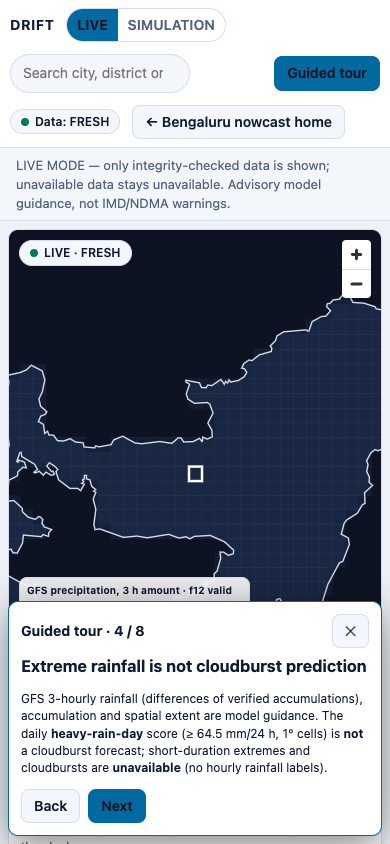 DRIFT LIVE SIMULATION
Search city, district or
Guided tour
Data: FRESH
← Bengaluru nowcast home
LIVE MODE — only integrity-checked data is shown;
unavailable data stays unavailable. Advisory model
guidance, not IMD/NDMA warnings.
LIVE · FRESH
+
−
GFS precipitation, 3 h amount · f12 valid
Guided tour · 4 / 8
×
Extreme rainfall is not cloudburst prediction
GFS 3-hourly rainfall (differences of verified accumulations),
accumulation and spatial extent are model guidance. The
daily heavy-rain-day score (≥ 64.5 mm/24 h, 1° cells) is not
a cloudburst forecast; short-duration extremes and
cloudbursts are unavailable (no hourly rainfall labels).
Back
Next